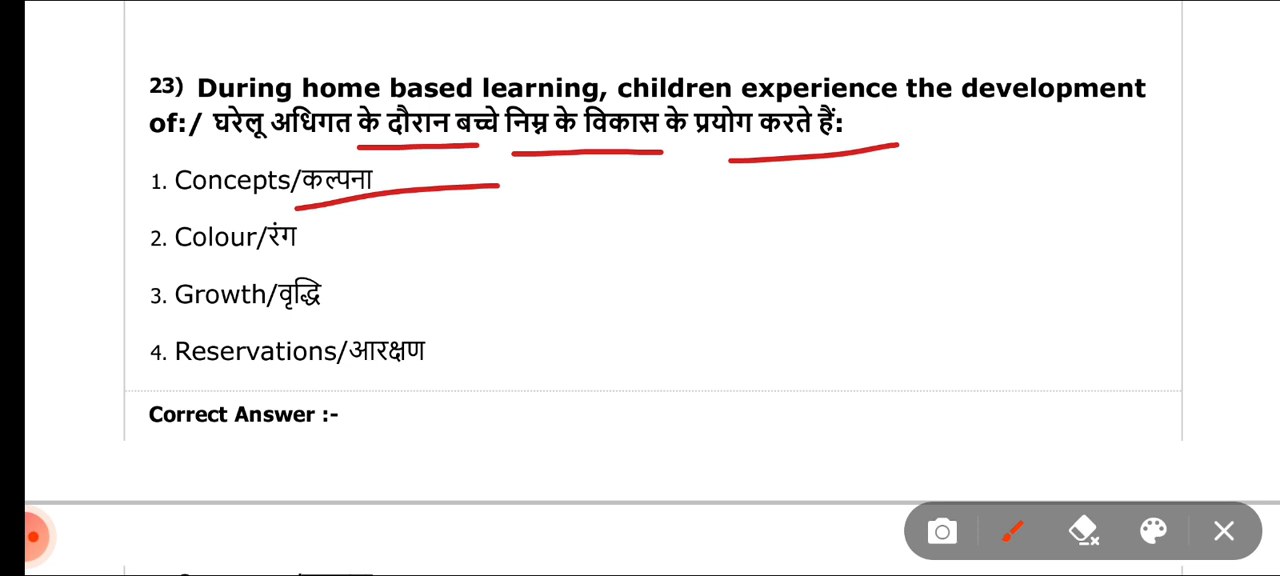 23) During home based learning, children experience the development
of:/ घरेलू अधिगत के दौरान बच्चे निम्न के विकास के प्रयोग करते हैं:
1. Concepts/कल्पना
2. Colour/रंग
3. Growth/वृद्धि
4. Reservations/आरक्षण
Correct Answer :-